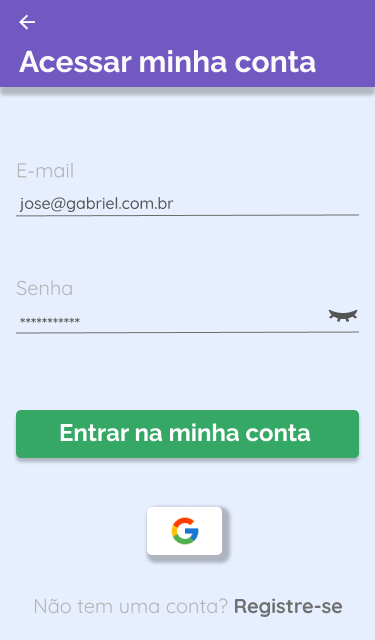 Acessar minha conta
E-mail
jose@gabriel.com.br
Senha
***********
Entrar na minha conta
G
Não tem uma conta? Registre-se